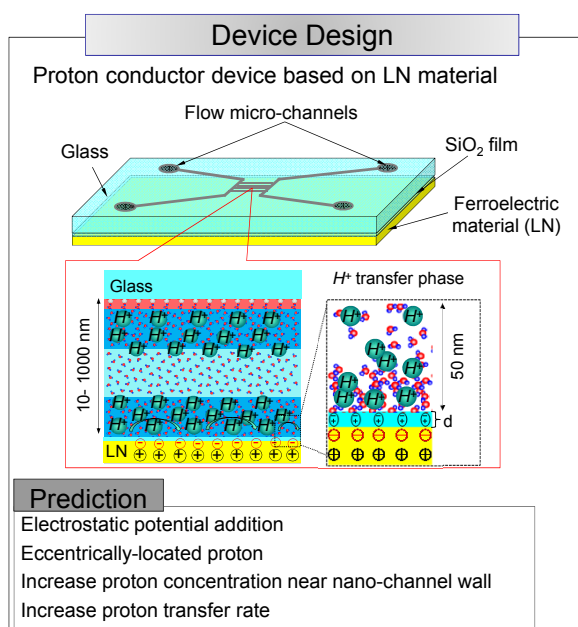 Device Design
Proton conductor device based on LN material
Flow micro-channels
Glass
SiO2 film
Ferroelectric
material (LN)
Glass
H+ transfer phase
10- 1000 nm
H+ H+ H+ H+ H+
H+ H+ H+ H+ H+
H+ H+ H+ H+ H+
H+ H+ H+ H+ H+
LN
H+ H+
H+
H+
H+ H+
H+ H+
50 nm
d
Prediction
Electrostatic potential addition
Eccentrically-located proton
Increase proton concentration near nano-channel wall
Increase proton transfer rate